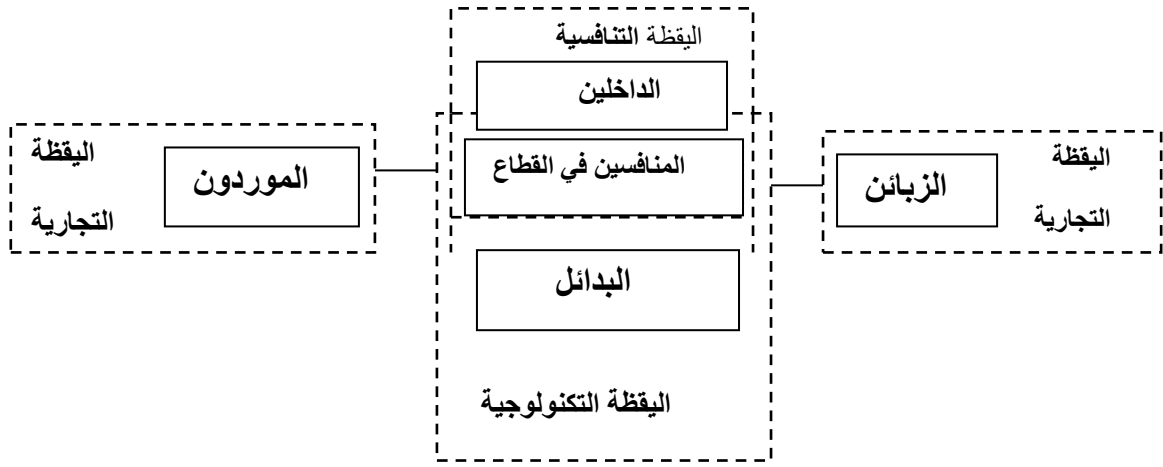 اليقظة التنافسية
الداخلين
المنافسين في القطاع
البدائل
اليقظة التكنولوجية
اليقظة
التجارية
الزبائن
الموردون
اليقظة
التجارية